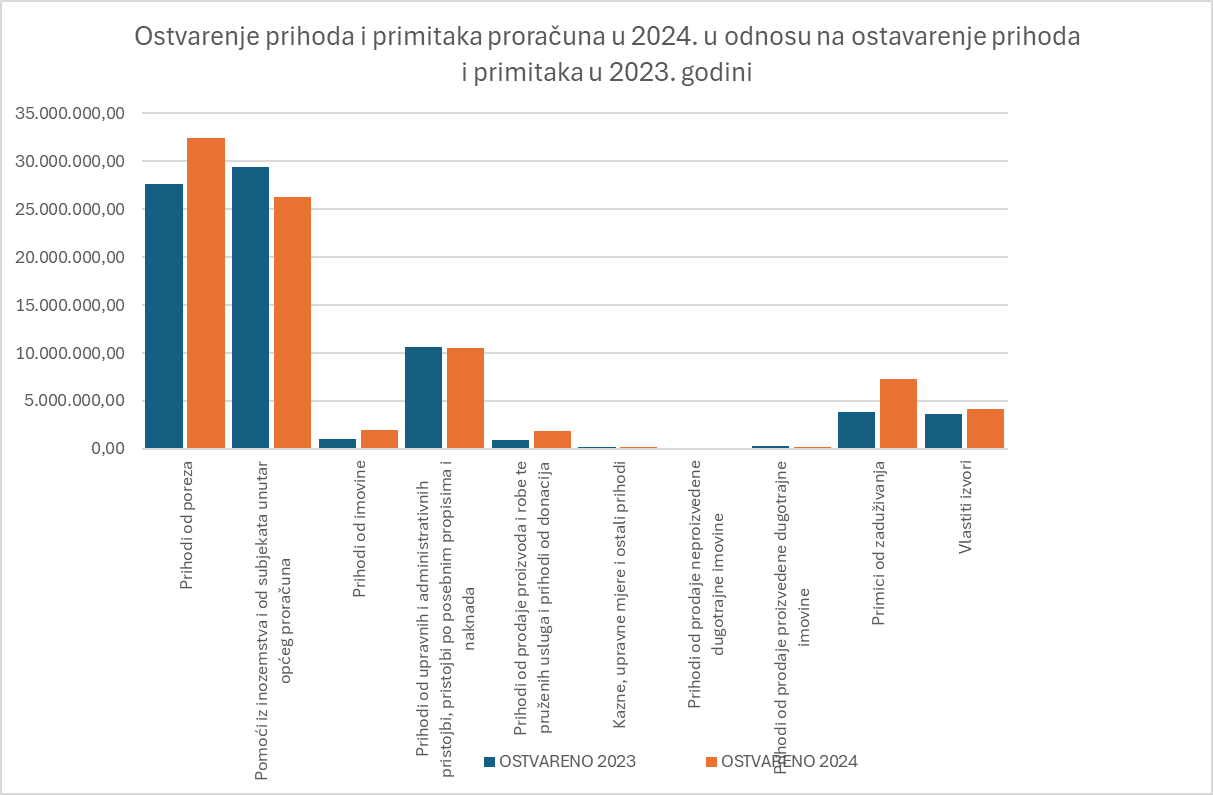 Ostvarenje prihoda i primitaka proračuna u 2024. u odnosu na ostavarenje prihoda
i primitaka u 2023. godini
35.000.000,00
30.000.000,00
25.000.000,00
20.000.000,00
15.000.000,00
10.000.000,00
5.000.000,00
0,00
Prihodi od poreza
Pomoći iz inozemstva i od subjekata unutar
općeg proračuna
Prihodi od imovine
Prihodi od upravnih i administrativnih
pristojbi, pristojbi po posebnim propisima i
naknada
Prihodi od prodaje proizvoda i robe te
pruženih usluga i prihodi od donacija
Kazne, upravne mjere i ostali prihodi
Prihodi od prodaje neproizvedene
dugotrajne imovine
Prihodi od prodaje proizvedene dugotrajne
imovine
Primici od zaduživanja
Vlastiti izvori
OSTVARENO 2023
OSTVARENO 2024